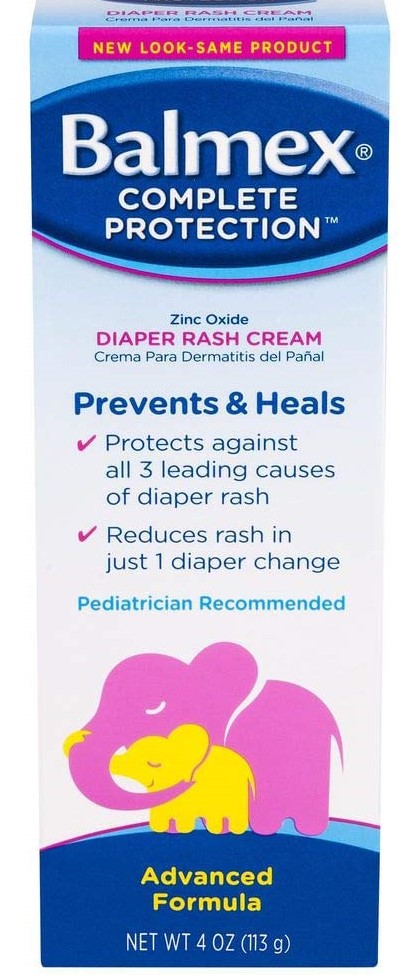 DIAPER RASH CREAM
Crema Para Dermatitis del Pañal
NEW LOOK-SAME PRODUCT
Balmex®
COMPLETE
PROTECTION™
Zinc Oxide
DIAPER RASH CREAM
Crema Para Dermatitis del Pañal
Prevents & Heals
✓ Protects against
all 3 leading causes
of diaper rash
✓ Reduces rash in
just 1 diaper change
Pediatrician Recommended
Advanced
Formula
NET WT 4 OZ (113 g)